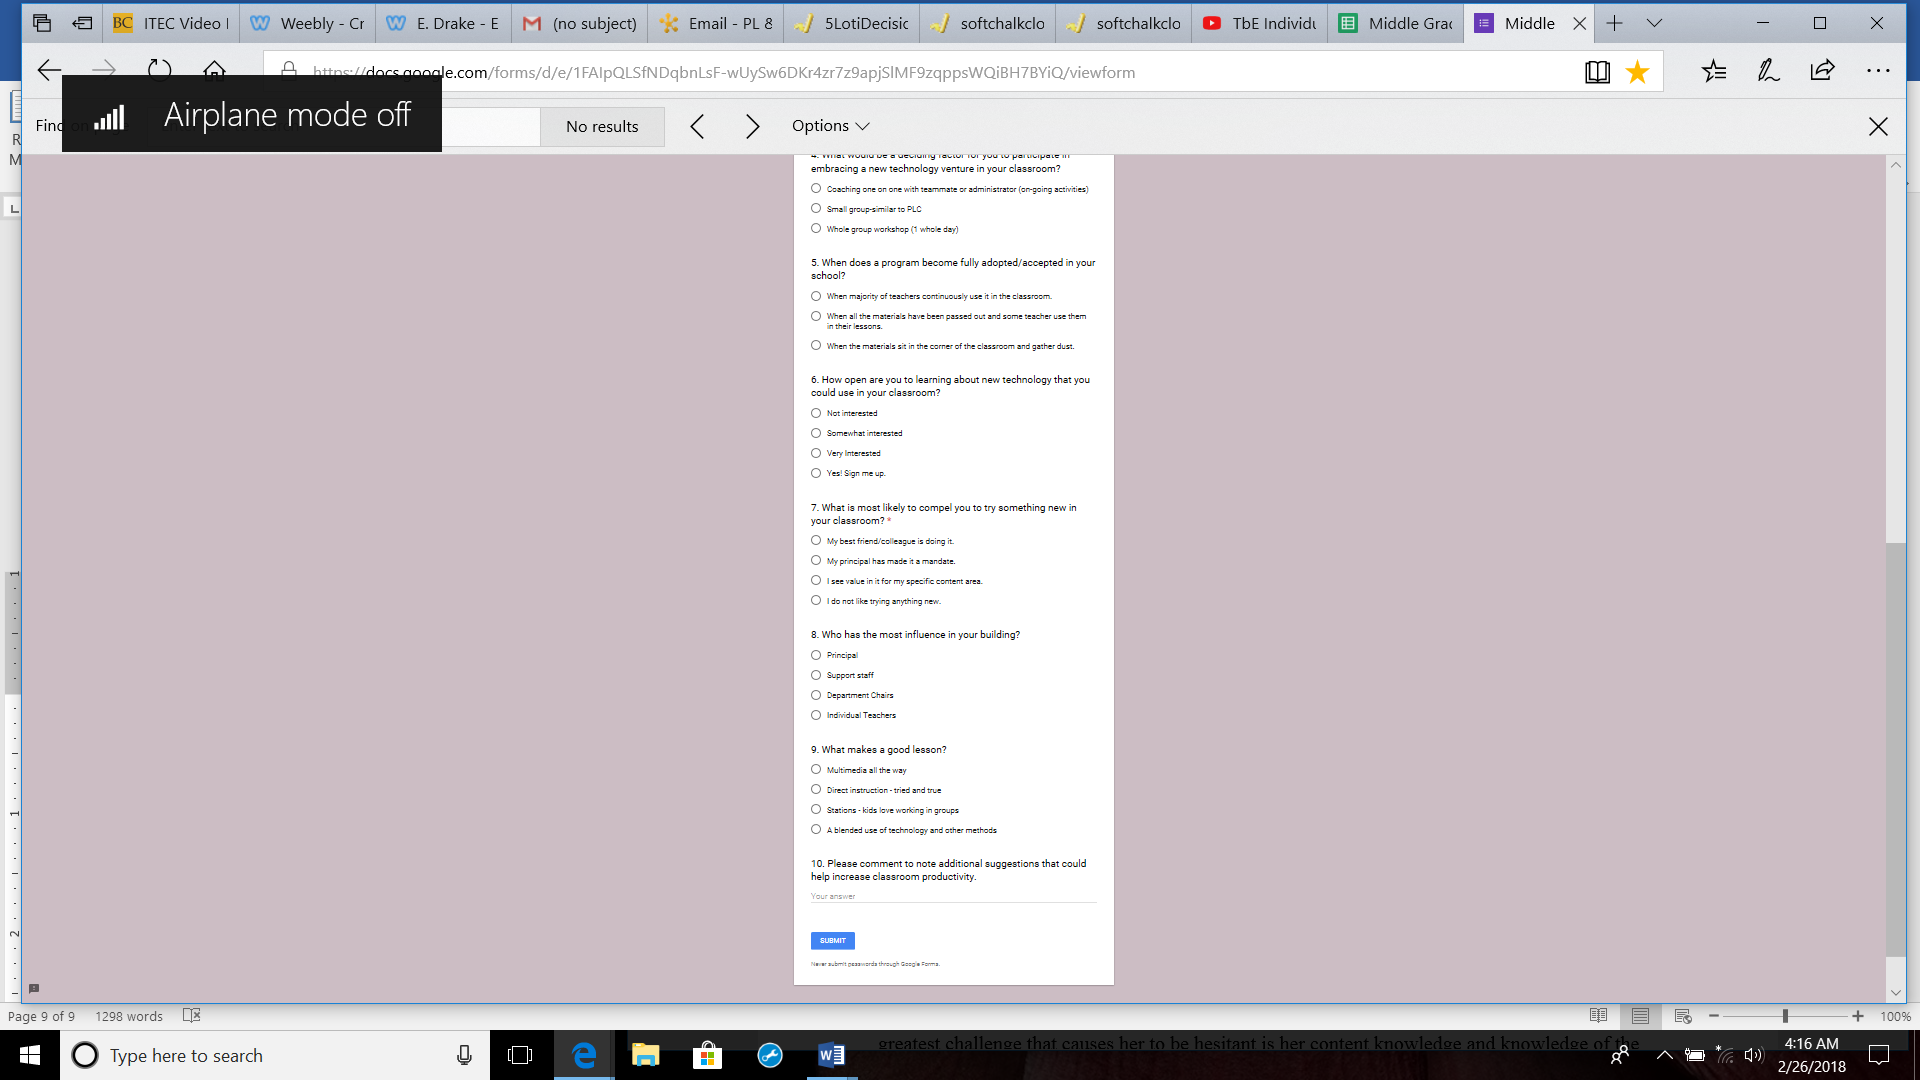 ITEC Video I
Weebly - Cr
E. Drake - E
(no subject)
Email - PL 8
5LotiDecisic
softchalkclo
softchalkclo
TbE Individu
Middle Grac
Middle
https://docs.google.com/forms/d/e/1FAIpQLSfNDqbnLsF-wUySw6DKr4zr7z9apjSlMF9zqppsWQiBH7BYiQ/viewform
Airplane mode off
Find on
No results
Options
4. What would be a deciding factor for you to participate in
embracing a new technology venture in your classroom?
Coaching one on one with teammate or administrator (on-going activities)
Small group-similar to PLC
Whole group workshop (1 whole day)
5. When does a program become fully adopted/accepted in your
school?
When majority of teachers continuously use it in the classroom.
When all the materials have been passed out and some teacher use them
in their lessons.
When the materials sit in the corner of the classroom and gather dust.
6. How open are you to learning about new technology that you
could use in your classroom?
Not interested
Somewhat interested
Very Interested
Yes! Sign me up.
7. What is most likely to compel you to try something new in
your classroom? *
My best friend/colleague is doing it.
My principal has made it a mandate.
I see value in it for my specific content area.
I do not like trying anything new.
8. Who has the most influence in your building?
Principal
Support staff
Department Chairs
Individual Teachers
9. What makes a good lesson?
Multimedia all the way
Direct instruction - tried and true
Stations - kids love working in groups
A blended use of technology and other methods
10. Please comment to note additional suggestions that could
help increase classroom productivity.
Your answer
SUBMIT
Never submit passwords through Google Forms.
Page 9 of 9
1298 words
100%
Type here to search
greatest challenge that causes her to be hesitant is her content knowledge and knowledge of the
4:16 AM
2/26/2018